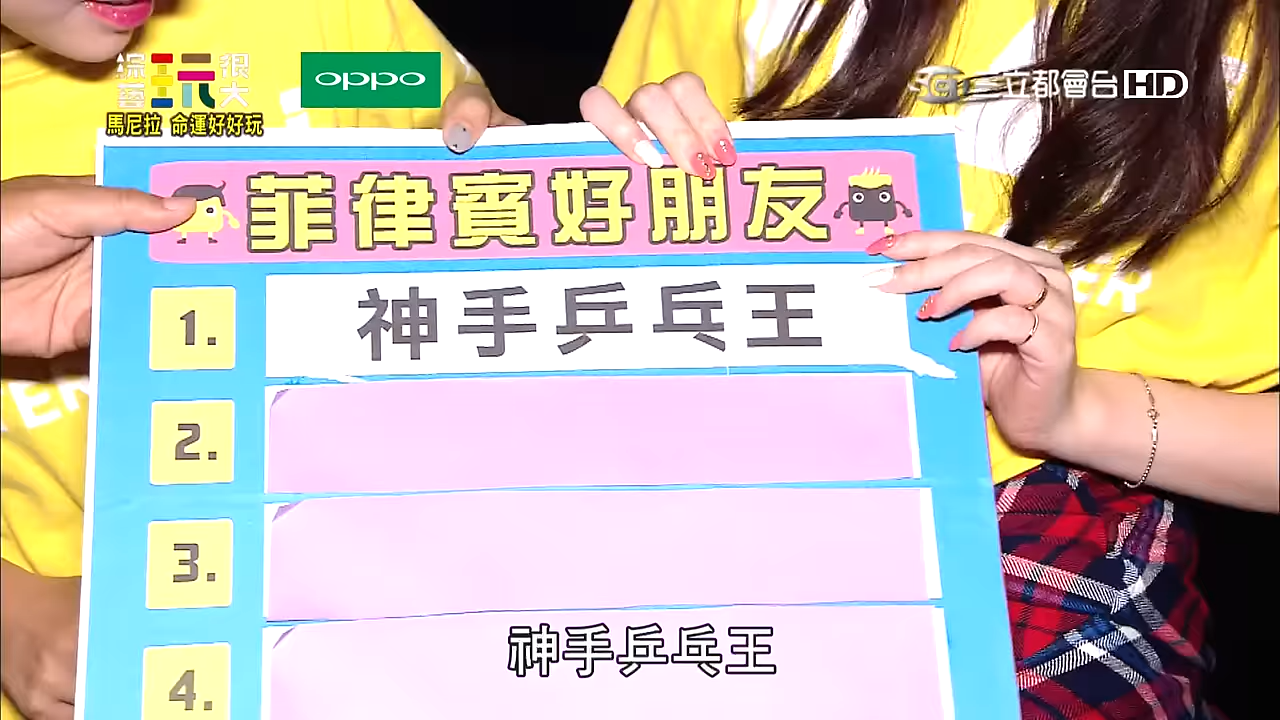 綜藝玩很大
馬尼拉 命運好好玩
oppo
三立都會台HD
菲律賓好朋友
1. 神手乒乓王
2.
3.
4.
神手乒乓王
ER